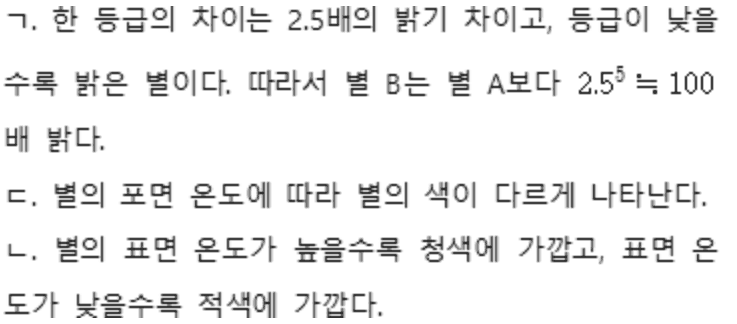 ㄱ. 한 등급의 차이는 2.5배의 밝기 차이고, 등급이 낮을
수록 밝은 별이다. 따라서 별 B는 별 A보다 2.5⁵ ≒ 100
배 밝다.
ㄷ. 별의 포면 온도에 따라 별의 색이 다르게 나타난다.
ㄴ. 별의 표면 온도가 높을수록 청색에 가깝고, 표면 온
도가 낮을수록 적색에 가깝다.